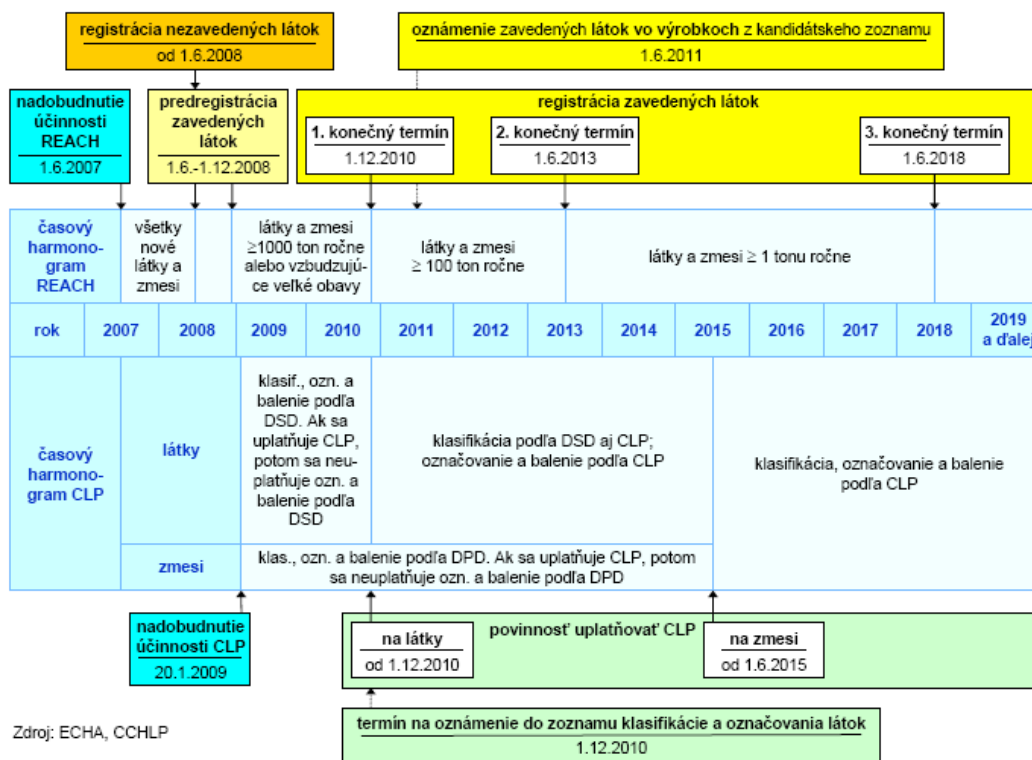 registrácia nezavedených látok
od 1.6.2008
oznámenie zavedených látok vo výrobkoch z kandidátskeho zoznamu
1.6.2011
nadobudnutie
účinnosti
REACH
1.6.2007
predregistrácia
zavedených
látok
1.6.-1.12.2008
registrácia zavedených látok
1. konečný termín
1.12.2010
2. konečný termín
1.6.2013
3. konečný termín
1.6.2018
časový
harmono-
gram
REACH
všetky
nové
látky a
zmesi
látky a zmesi
≥1000 ton ročne
alebo vzbudzujú-
ce veľké obavy
látky a zmesi
≥ 100 ton ročne
látky a zmesi ≥ 1 tonu ročne
rok
2007
2008
2009
2010
2011
2012
2013
2014
2015
2016
2017
2018
2019
a ďalej
časový
harmono-
gram CLP
látky
klasif., ozn. a
balenie podľa
DSD. Ak sa
uplatňuje CLP,
potom sa neu-
platňuje ozn. a
balenie podľa
DSD
klasifikácia podľa DSD aj CLP;
označovanie a balenie podľa CLP
klasifikácia, označovanie a balenie
podľa CLP
zmesi
klas., ozn. a balenie podľa DPD. Ak sa uplatňuje CLP, potom
sa neuplatňuje ozn. a balenie podľa DPD
nadobudnutie
účinnosti CLP
20.1.2009
povinnosť uplatňovať CLP
na látky
od 1.12.2010
na zmesi
od 1.6.2015
termín na oznámenie do zoznamu klasifikácie a označovania látok
1.12.2010
Zdroj: ECHA, CCHLP